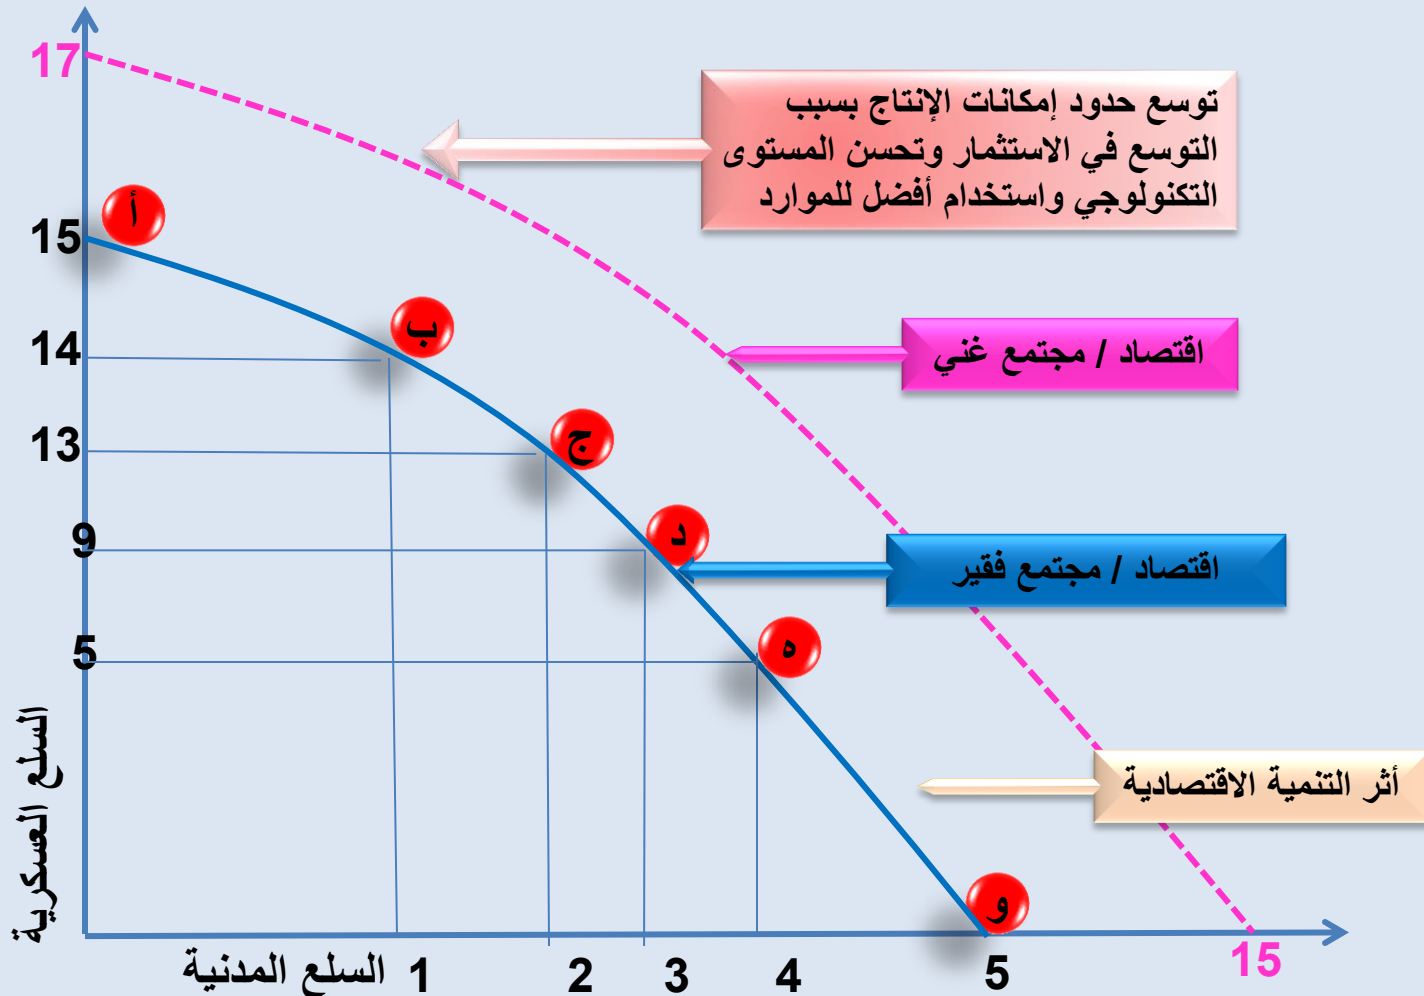 17
توسع حدود إمكانات الإنتاج بسبب
التوسع في الاستثمار وتحسن المستوى
التكنولوجي واستخدام أفضل للموارد
أ
15
ب
14
اقتصاد / مجتمع غني
ج
13
د
9
اقتصاد / مجتمع فقير
ه
5
السلع العسكرية
أثر التنمية الاقتصادية
و
السلع المدنية
1
2
3
4
5
15